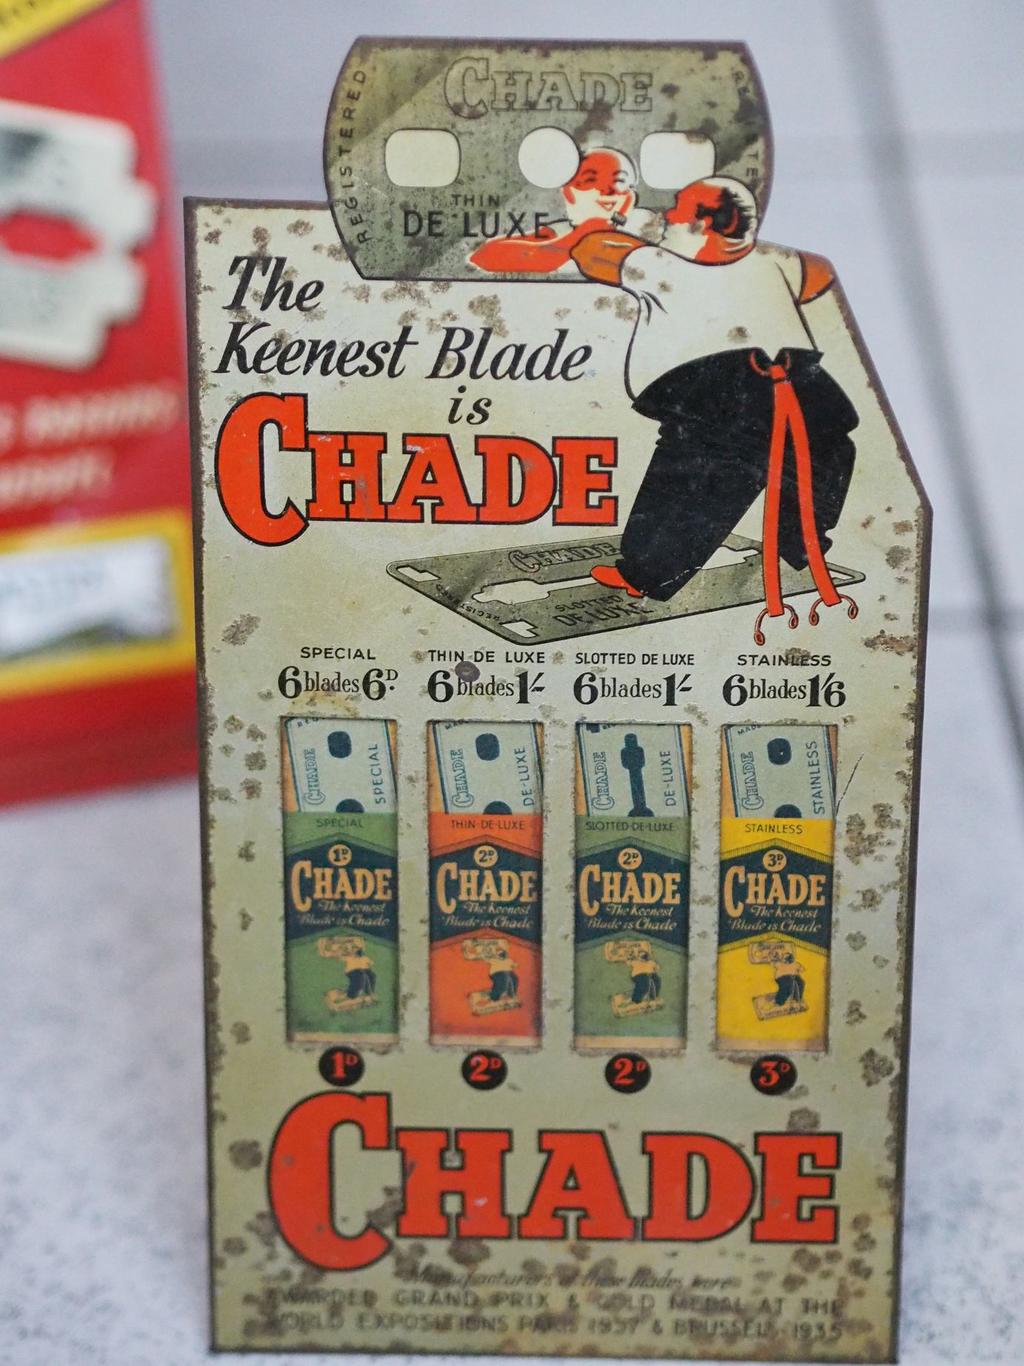 CHADE
REGISTERED
THIN
DE LUXE
The
Keenest Blade
is
CHADE
CHADE
SLOTTED
DE LUXE
SPECIAL
6 blades 6D.
THIN DE LUXE
6 blades 1/-
SLOTTED DE LUXE
6 blades 1/-
STAINLESS
6 blades 1/6
CHADE
SPECIAL
CHADE
DE-LUXE
CHADE
DE-LUXE
CHADE
STAINLESS
SPECIAL
1D.
CHADE
The Keenest
Blade is Chade
THIN-DE-LUXE
2D.
CHADE
The Keenest
Blade is Chade
SLOTTED-DE-LUXE
2D.
CHADE
The Keenest
Blade is Chade
STAINLESS
3D.
CHADE
The Keenest
Blade is Chade
1D
2D
2D
3D
CHADE
Manufacturers of these blades were
AWARDED GRAND PRIX & GOLD MEDAL AT THE
WORLD EXPOSITIONS PARIS 1937 & BRUSSELS 1935